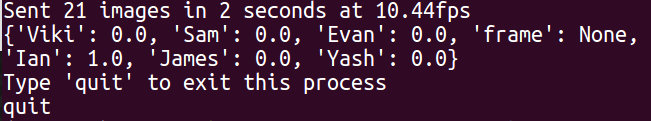 Sent 21 images in 2 seconds at 10.44fps
{'Viki': 0.0, 'Sam': 0.0, 'Evan': 0.0, 'frame': None,
'Ian': 1.0, 'James': 0.0, 'Yash': 0.0}
Type 'quit' to exit this process
quit